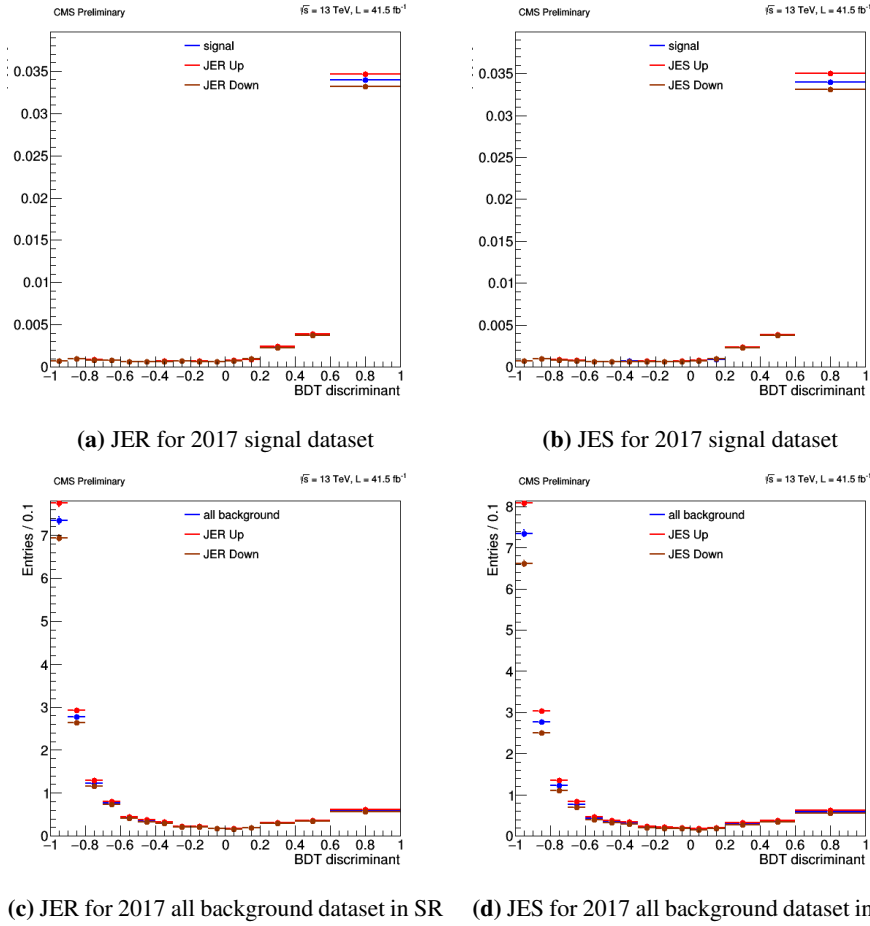 CMS Preliminary √s = 13 TeV, L = 41.5 fb⁻¹
signal
JER Up
JER Down
0.035
0.03
0.025
0.02
0.015
0.01
0.005
0
−1 −0.8 −0.6 −0.4 −0.2 0 0.2 0.4 0.6 0.8 1
BDT discriminant
(a) JER for 2017 signal dataset
CMS Preliminary √s = 13 TeV, L = 41.5 fb⁻¹
signal
JES Up
JES Down
0.035
0.03
0.025
0.02
0.015
0.01
0.005
0
−1 −0.8 −0.6 −0.4 −0.2 0 0.2 0.4 0.6 0.8 1
BDT discriminant
(b) JES for 2017 signal dataset
CMS Preliminary √s = 13 TeV, L = 41.5 fb⁻¹
Entries / 0.1
all background
JER Up
JER Down
7
6
5
4
3
2
1
0
−1 −0.8 −0.6 −0.4 −0.2 0 0.2 0.4 0.6 0.8 1
BDT discriminant
(c) JER for 2017 all background dataset in SR
CMS Preliminary √s = 13 TeV, L = 41.5 fb⁻¹
Entries / 0.1
all background
JES Up
JES Down
8
7
6
5
4
3
2
1
0
−1 −0.8 −0.6 −0.4 −0.2 0 0.2 0.4 0.6 0.8 1
BDT discriminant
(d) JES for 2017 all background dataset in